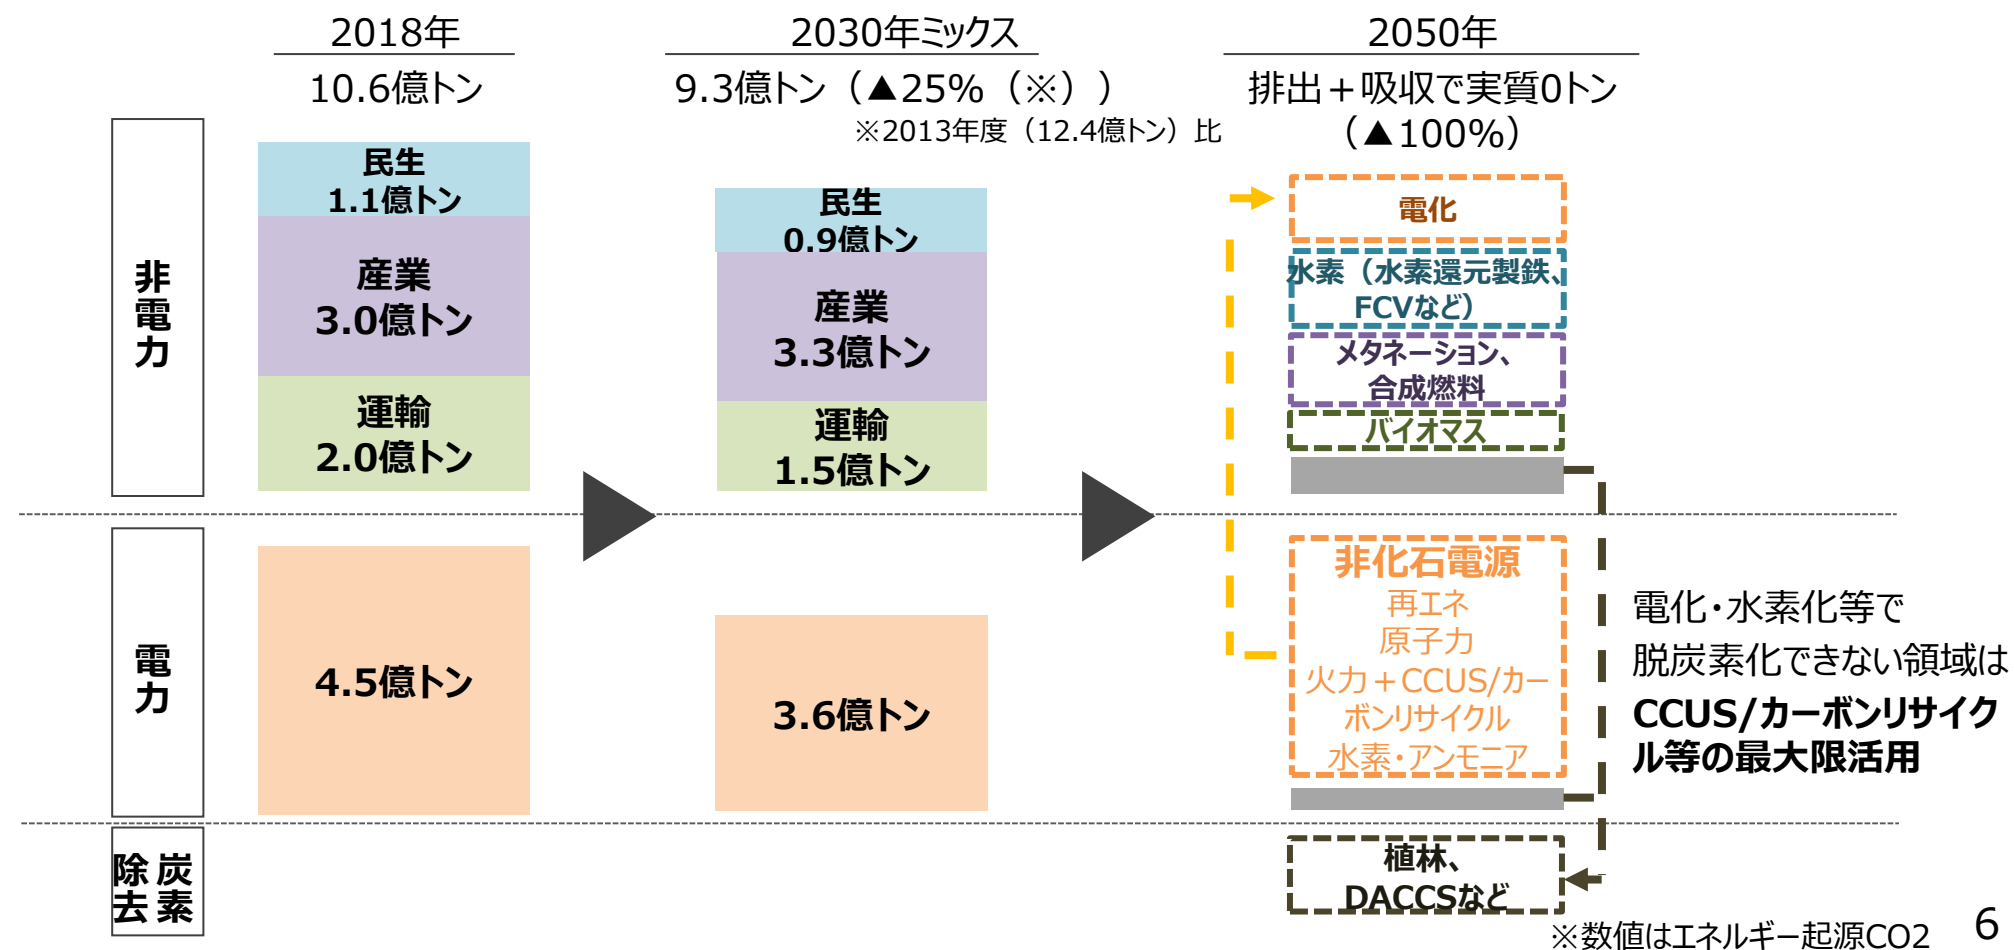 2018年
10.6億トン
2030年ミックス
9.3億トン（▲25%（※））
※2013年度（12.4億トン）比
2050年
排出＋吸収で実質0トン
（▲100%）
非電力
民生
1.1億トン
産業
3.0億トン
運輸
2.0億トン
民生
0.9億トン
産業
3.3億トン
運輸
1.5億トン
電化
水素（水素還元製鉄、
FCVなど）
メタネーション、
合成燃料
バイオマス
電力
4.5億トン
3.6億トン
非化石電源
再エネ
原子力
火力＋CCUS/カー
ボンリサイクル
水素・アンモニア
電化・水素化等で
脱炭素化できない領域は
CCUS/カーボンリサイク
ル等の最大限活用
炭素
除去
植林、
DACCSなど
※数値はエネルギー起源CO2
6